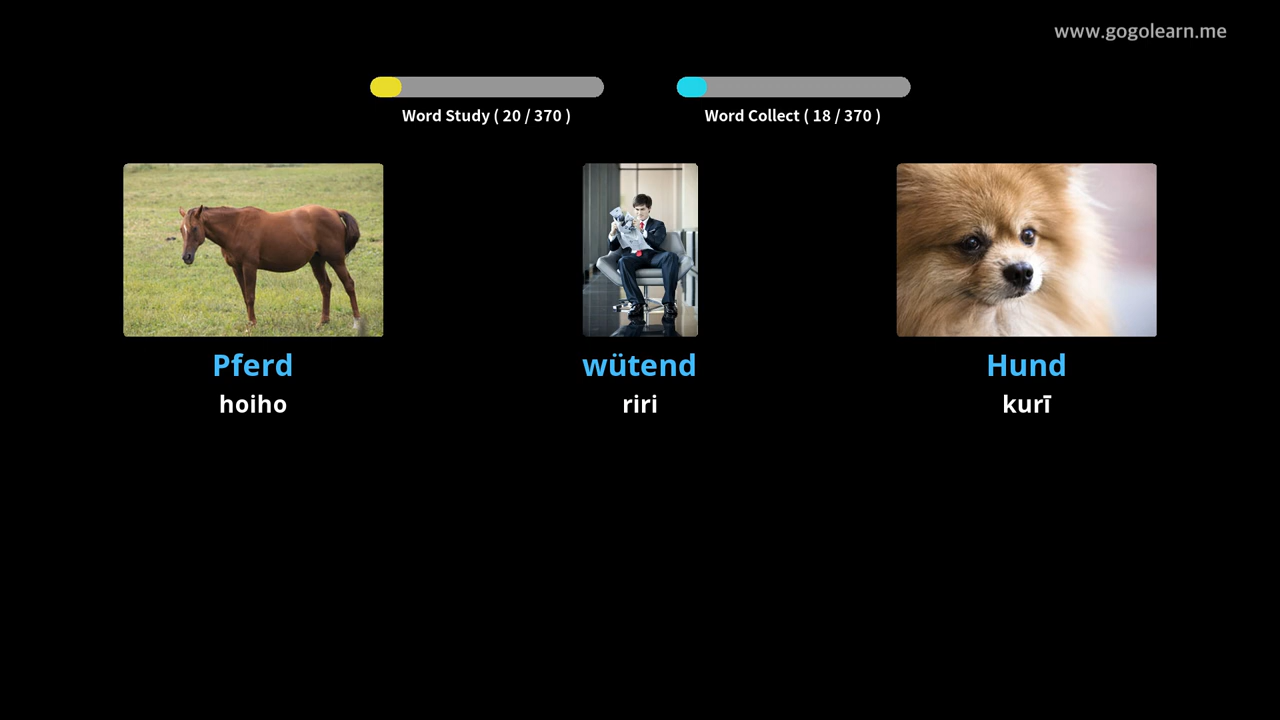 www.gogolearn.me
Word Study ( 20 / 370 )
Word Collect ( 18 / 370 )
Pferd
hoiho
wütend
riri
Hund
kurī